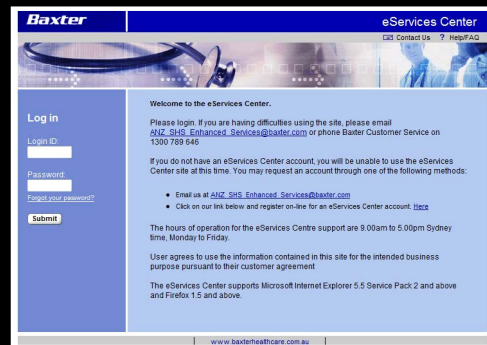 Baxter
eServices Center
Contact Us ? Help/FAQ
Log in
Login ID:
Password:
Forgot your password?
Submit
Welcome to the eServices Center.
Please login. If you are having difficulties using the site, please email
ANZ_SHS_Enhanced_Services@baxter.com or phone Baxter Customer Service on
1300 789 646
If you do not have an eServices Center account, you will be unable to use the eServices
Center site at this time. You may request an account through one of the following methods:
Email us at ANZ_SHS_Enhanced_Services@baxter.com
Click on our link below and register on-line for an eServices Center account. Here
The hours of operation for the eServices Centre support are 9.00am to 5.00pm Sydney
time, Monday to Friday.
User agrees to use the information contained in this site for the intended business
purpose pursuant to their customer agreement
The eServices Center supports Microsoft Internet Explorer 5.5 Service Pack 2 and above
and Firefox 1.5 and above.
www.baxterhealthcare.com.au